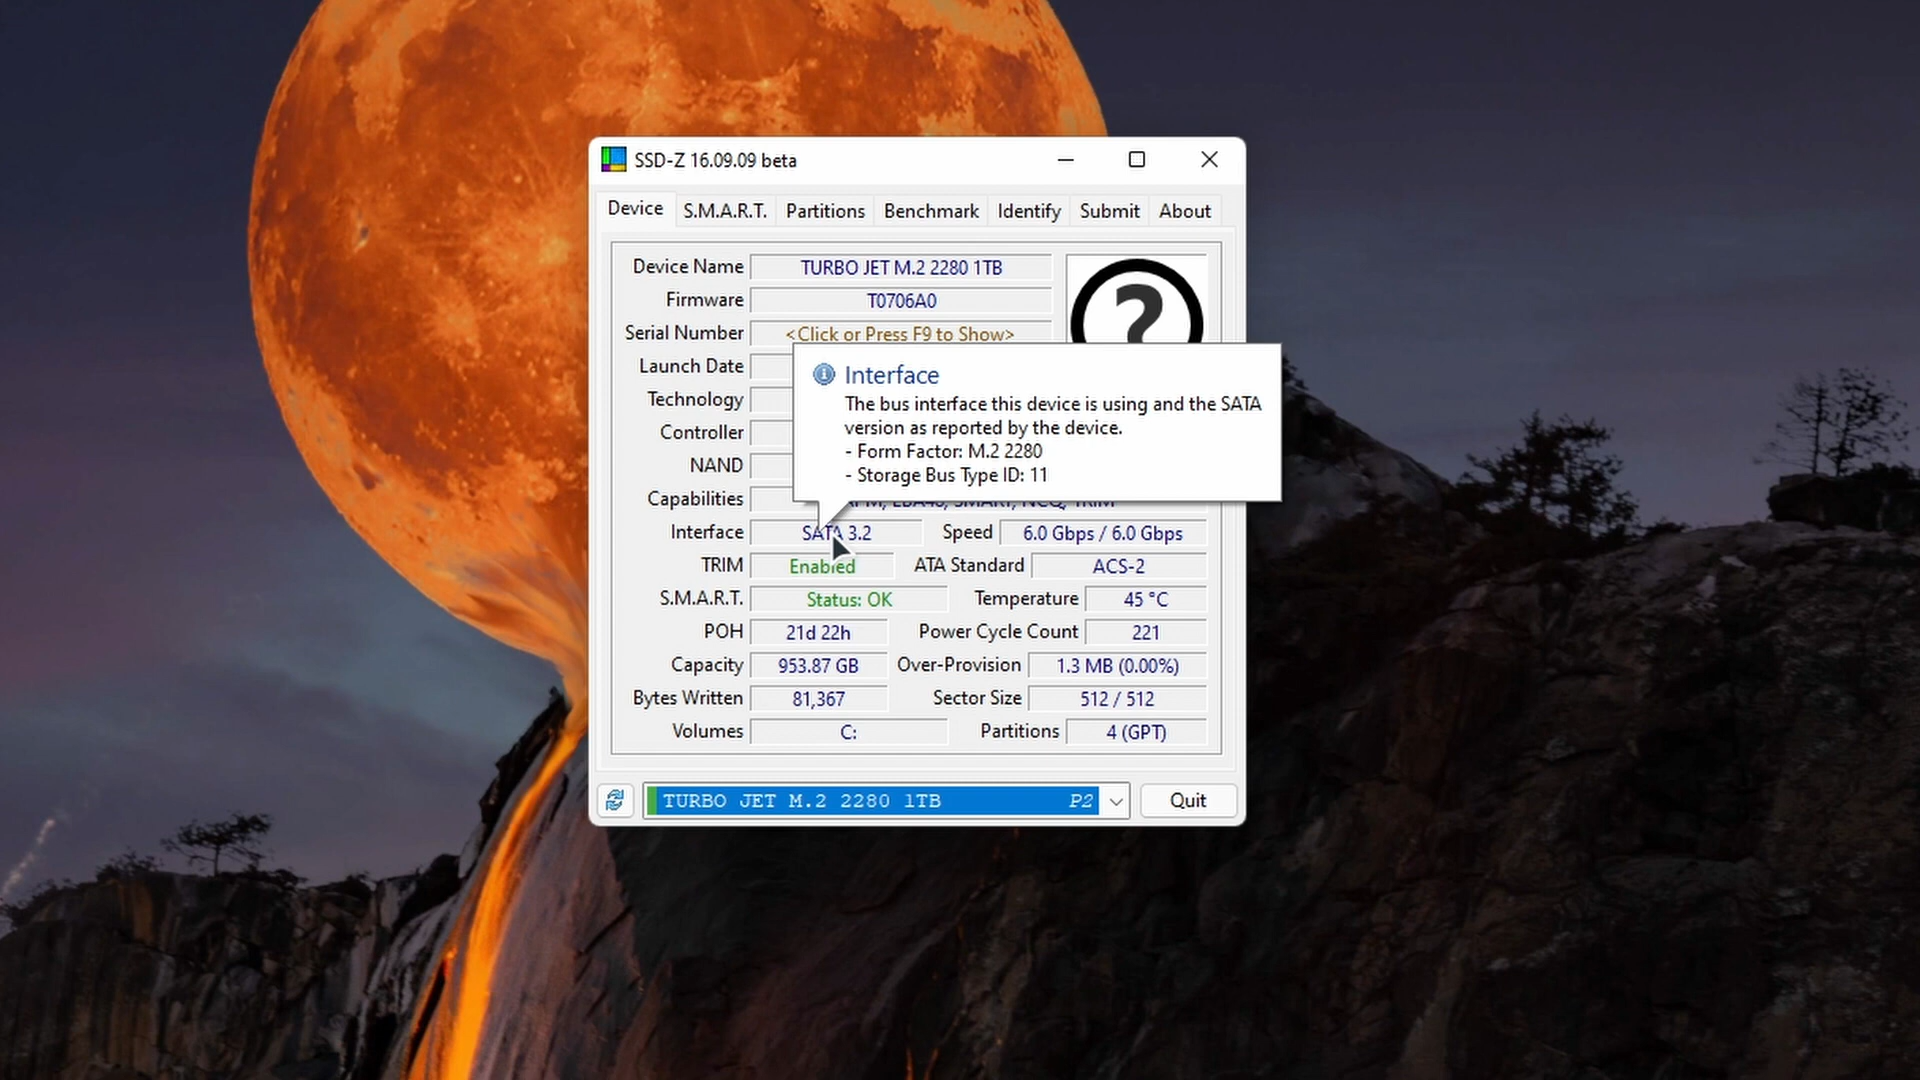 SSD-Z 16.09.09 beta
Device S.M.A.R.T. Partitions Benchmark Identify Submit About
Device Name TURBO JET M.2 2280 1TB
Firmware T0706A0
Serial Number <Click or Press F9 to Show>
?
Launch Date
Technology
Controller
NAND
Interface
The bus interface this device is using and the SATA
version as reported by the device.
- Form Factor: M.2 2280
- Storage Bus Type ID: 11
Capabilities LBA48, SMART, NCQ, TRIM
Interface SATA 3.2 Speed 6.0 Gbps / 6.0 Gbps
TRIM Enabled ATA Standard ACS-2
S.M.A.R.T. Status: OK Temperature 45 °C
POH 21d 22h Power Cycle Count 221
Capacity 953.87 GB Over-Provision 1.3 MB (0.00%)
Bytes Written 81,367 Sector Size 512 / 512
Volumes C: Partitions 4 (GPT)
TURBO JET M.2 2280 1TB P2 Quit